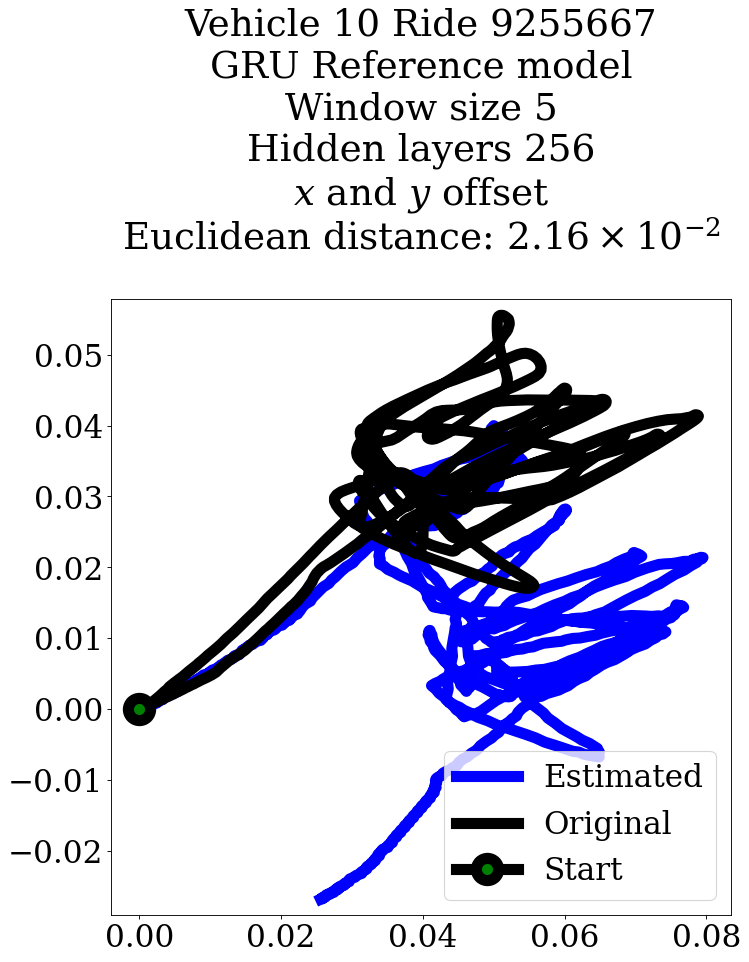 Vehicle 10 Ride 9255667
GRU Reference model
Window size 5
Hidden layers 256
x and y offset
Euclidean distance: 2.16 × 10⁻²
0.05
0.04
0.03
0.02
0.01
0.00
−0.01
−0.02
Estimated
Original
Start
0.00 0.02 0.04 0.06 0.08